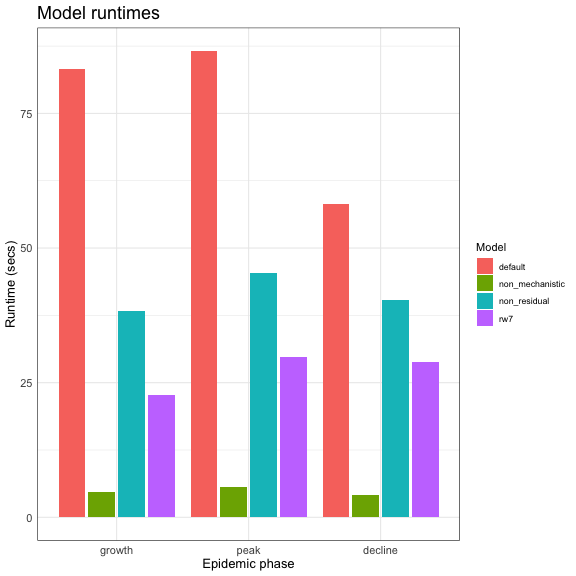 Model runtimes
Runtime (secs)
75
50
25
0
growth peak decline
Epidemic phase
Model
default
non_mechanistic
non_residual
rw7